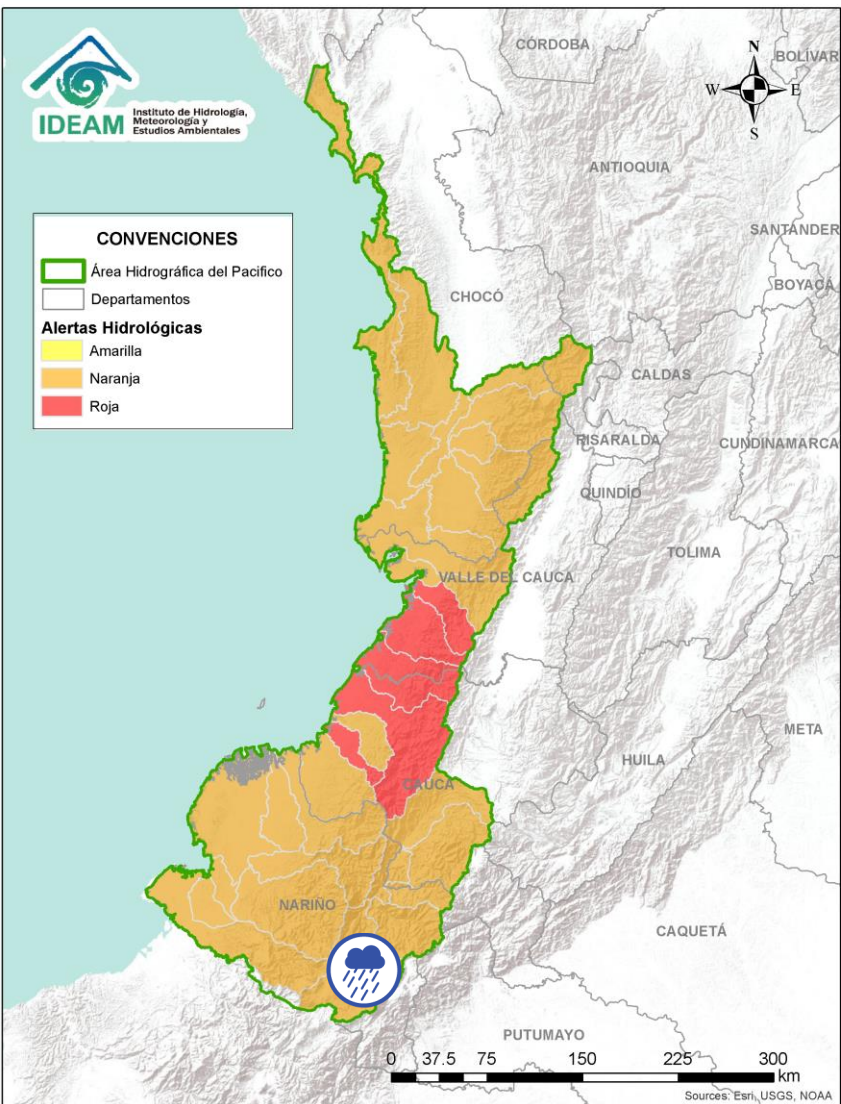 IDEAM
Instituto de Hidrología,
Meteorología y
Estudios Ambientales
CONVENCIONES
Área Hidrográfica del Pacifico
Departamentos
Alertas Hidrológicas
Amarilla
Naranja
Roja
N
W
E
S
CÓRDOBA
BOLÍVAR
ANTIOQUIA
SANTANDER
BOYACÁ
CHOCÓ
CALDAS
RISARALDA
CUNDINAMARCA
QUINDÍO
TOLIMA
VALLE DEL CAUCA
META
HUILA
CAUCA
NARIÑO
CAQUETÁ
PUTUMAYO
0 37.5 75 150 225 300
km
Sources: Esri, USGS, NOAA